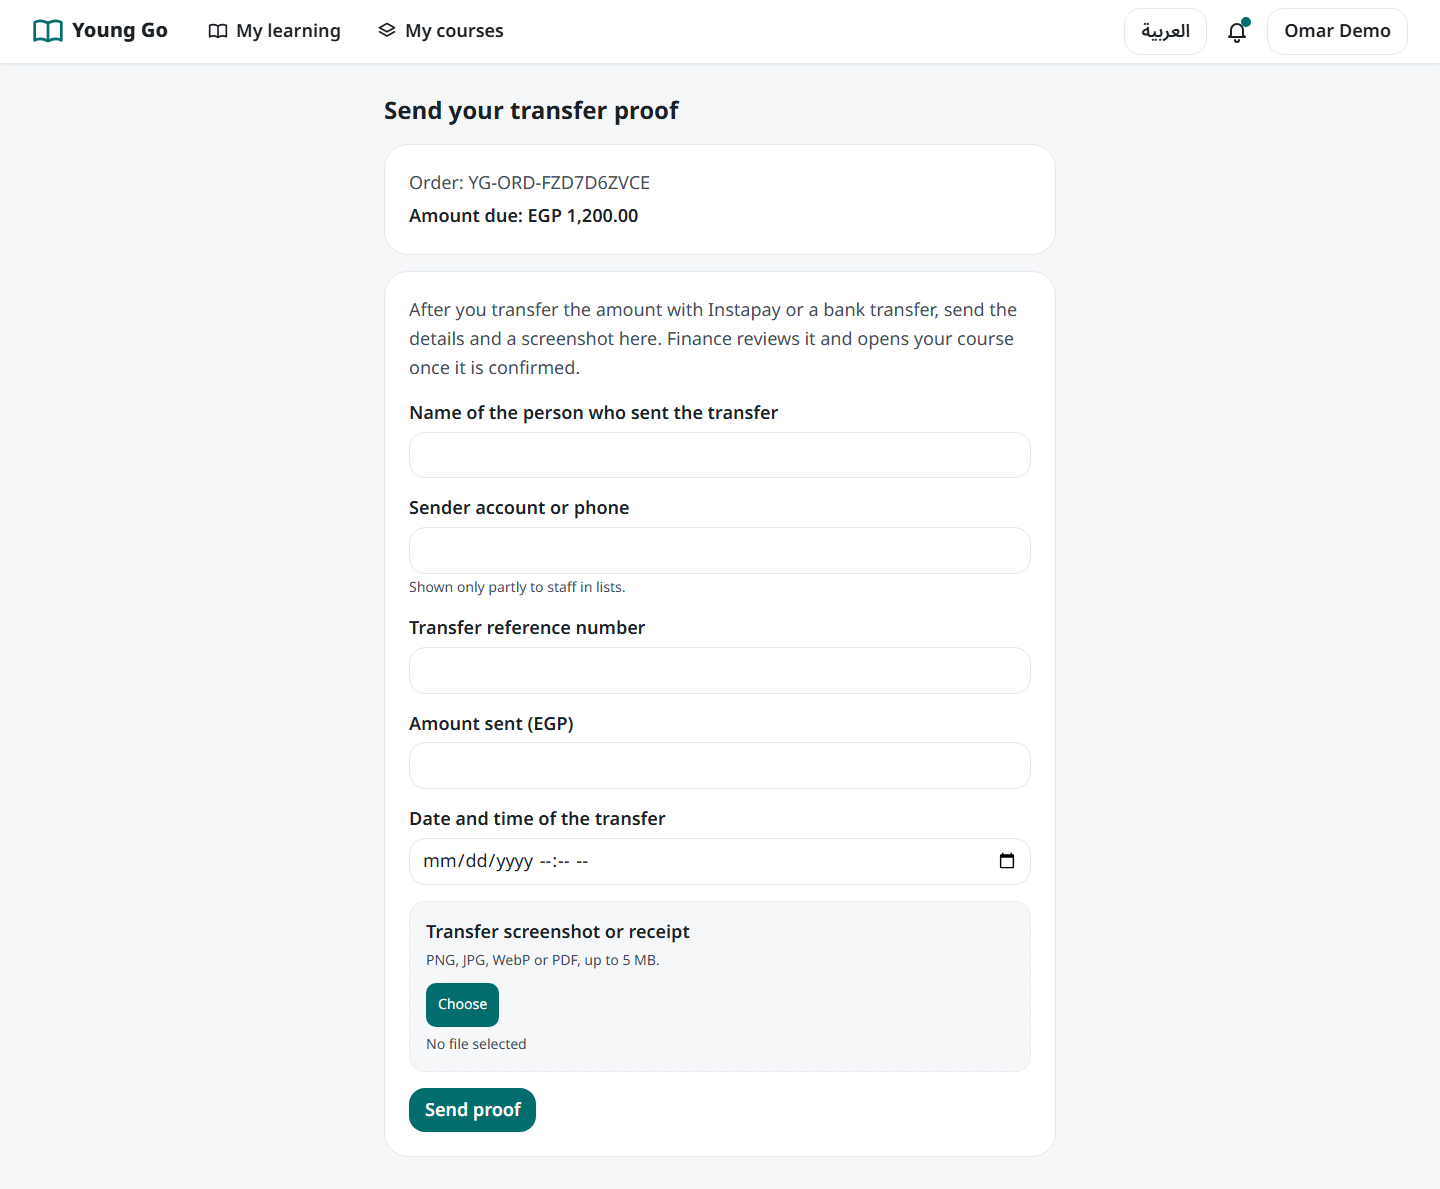 Young Go
My learning
My courses
العربية
Omar Demo
Send your transfer proof
Order: YG-ORD-FZD7D6ZVCE
Amount due: EGP 1,200.00
After you transfer the amount with Instapay or a bank transfer, send the
details and a screenshot here. Finance reviews it and opens your course
once it is confirmed.
Name of the person who sent the transfer
Sender account or phone
Shown only partly to staff in lists.
Transfer reference number
Amount sent (EGP)
Date and time of the transfer
mm/dd/yyyy --:-- --
Transfer screenshot or receipt
PNG, JPG, WebP or PDF, up to 5 MB.
Choose
No file selected
Send proof